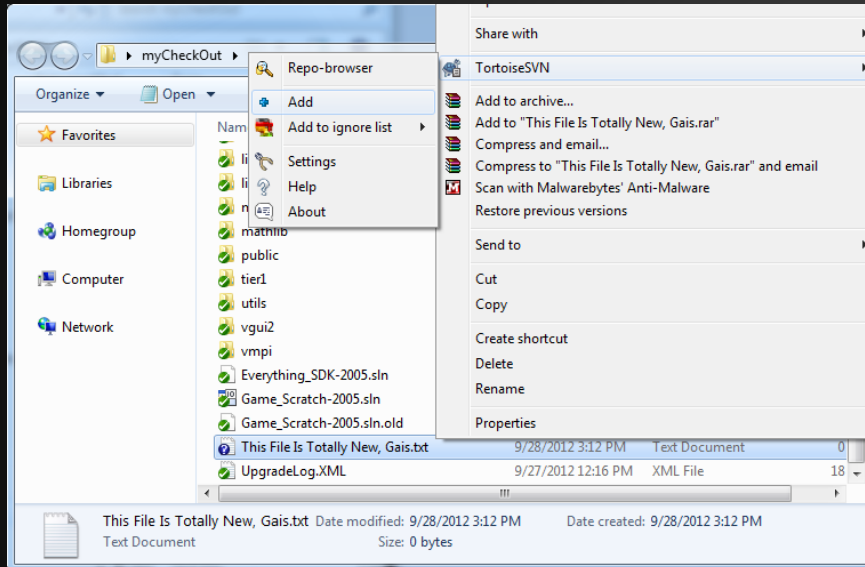 Share with
myCheckOut
Repo-browser
TortoiseSVN
Organize
Open
Add
Add to archive...
Favorites
Nam
Add to ignore list
Add to "This File Is Totally New, Gais.rar"
Compress and email...
li
Settings
Compress to "This File Is Totally New, Gais.rar" and email
Libraries
li
Help
Scan with Malwarebytes' Anti-Malware
n
About
Restore previous versions
Homegroup
mathlib
public
Send to
Computer
tier1
Cut
utils
Copy
Network
vgui2
Create shortcut
vmpi
Delete
Everything_SDK-2005.sln
Rename
Game_Scratch-2005.sln
Game_Scratch-2005.sln.old
Properties
This File Is Totally New, Gais.txt 9/28/2012 3:12 PM Text Document 0
UpgradeLog.XML 9/27/2012 12:16 PM XML File 18
This File Is Totally New, Gais.txt Date modified: 9/28/2012 3:12 PM Date created: 9/28/2012 3:12 PM
Text Document Size: 0 bytes